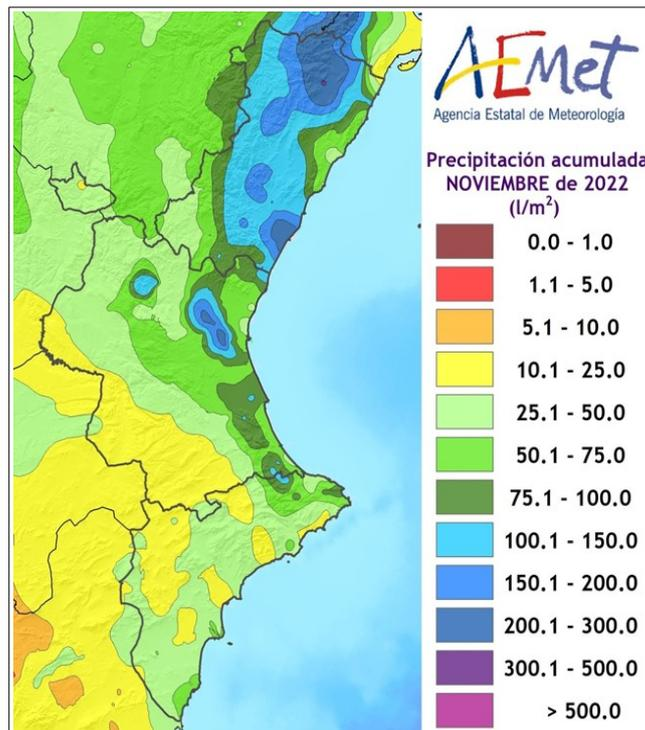 AEMet
Agencia Estatal de Meteorología
Precipitación acumulada
NOVIEMBRE de 2022
(l/m²)
0.0 - 1.0
1.1 - 5.0
5.1 - 10.0
10.1 - 25.0
25.1 - 50.0
50.1 - 75.0
75.1 - 100.0
100.1 - 150.0
150.1 - 200.0
200.1 - 300.0
300.1 - 500.0
> 500.0